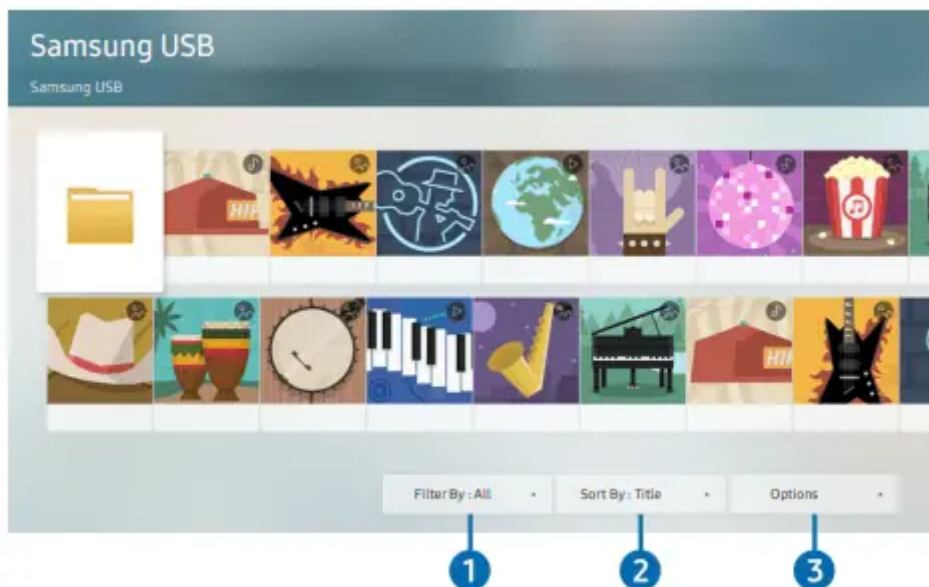 Samsung USB
Samsung USB
HIP
HIP
Filter By : All
Sort By : Title
Options
1
2
3